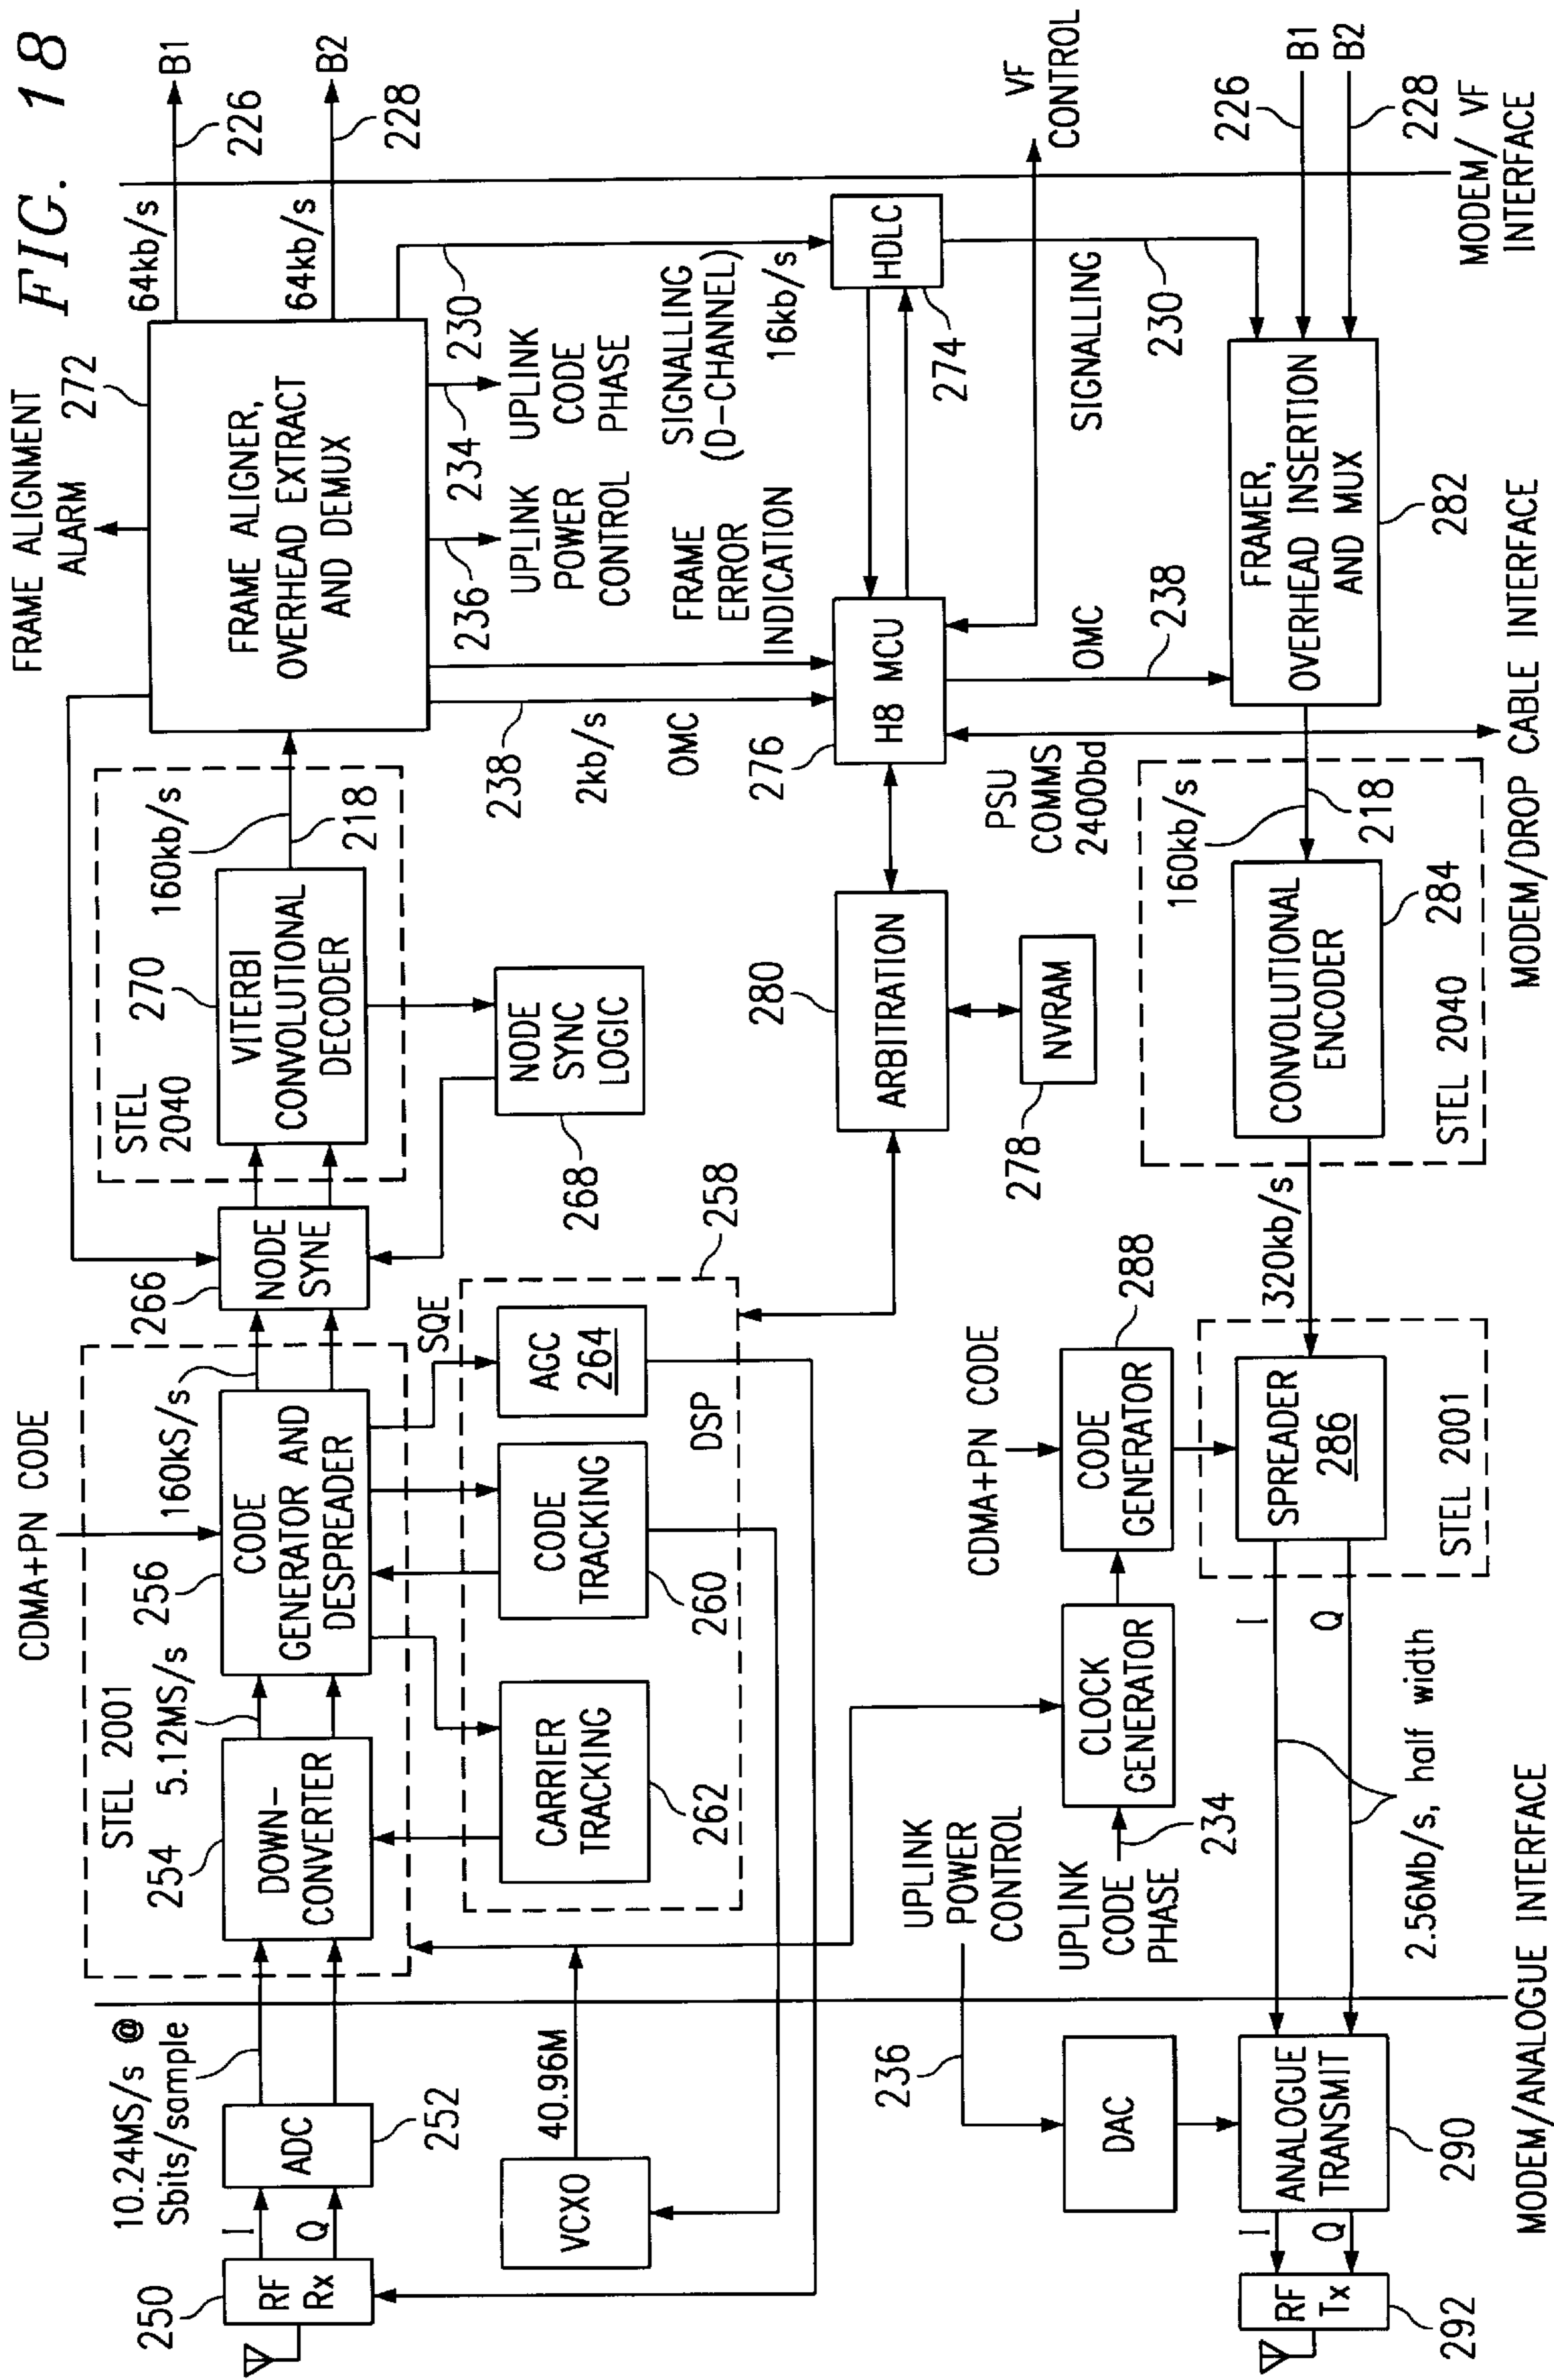 FIG. 18
CDMA+PN CODE
FRAME ALIGNMENT
ALARM
272
10.24MS/s @
Sbits/sample
STEL 2001
254
5.12MS/s
256
160kS/s
266
STEL
2040
270
160kb/s
218
64kb/s
B1
226
64kb/s
B2
228
250
RF
Rx
I
Q
ADC
252
DOWN-
CONVERTER
CODE
GENERATOR AND
DESPREADER
NODE
SYNE
VITERBI
CONVOLUTIONAL
DECODER
FRAME ALIGNER,
OVERHEAD EXTRACT
AND DEMUX
SQE
258
CARRIER
TRACKING
262
CODE
TRACKING
260
AGC
264
DSP
NODE
SYNC
LOGIC
268
238
2kb/s
OMC
236
UPLINK
POWER
CONTROL
234
UPLINK
CODE
PHASE
230
FRAME
ERROR
INDICATION
SIGNALLING
(D-CHANNEL)
16kb/s
VCXO
40.96M
280
ARBITRATION
276
H8 MCU
HDLC
274
NVRAM
278
PSU
COMMS
2400bd
OMC
238
SIGNALLING
230
VF
CONTROL
236
UPLINK
POWER
CONTROL
UPLINK
CODE
PHASE
234
CLOCK
GENERATOR
CDMA+PN CODE
CODE
GENERATOR
288
DAC
292
RF
Tx
I
Q
ANALOGUE
TRANSMIT
290
I
Q
2.56Mb/s, half width
SPREADER
286
STEL 2001
320kb/s
CONVOLUTIONAL
ENCODER
284
STEL 2040
160kb/s
218
FRAMER,
OVERHEAD INSERTION
AND MUX
282
226
B1
B2
228
MODEM/ANALOGUE INTERFACE
MODEM/DROP CABLE INTERFACE
MODEM/ VF
INTERFACE